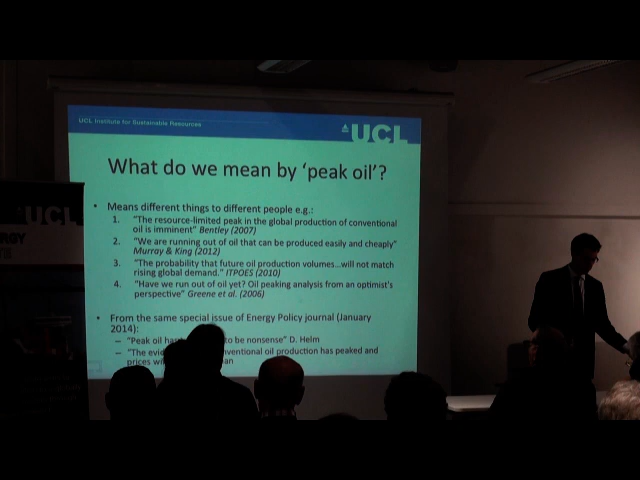 UCL Institute for Sustainable Resources
UCL
What do we mean by ‘peak oil’?
• Means different things to different people e.g.:
1. “The resource-limited peak in the global production of conventional
oil is imminent” Bentley (2007)
2. “We are running out of oil that can be produced easily and cheaply”
Murray & King (2012)
3. “The probability that future oil production volumes…will not match
rising global demand.” ITPOES (2010)
4. “Have we run out of oil yet? Oil peaking analysis from an optimist’s
perspective” Greene et al. (2006)
• From the same special issue of Energy Policy journal (January
2014):
– “Peak oil to be nonsense” D. Helm
– “The oil production has peaked and
prices
UCL